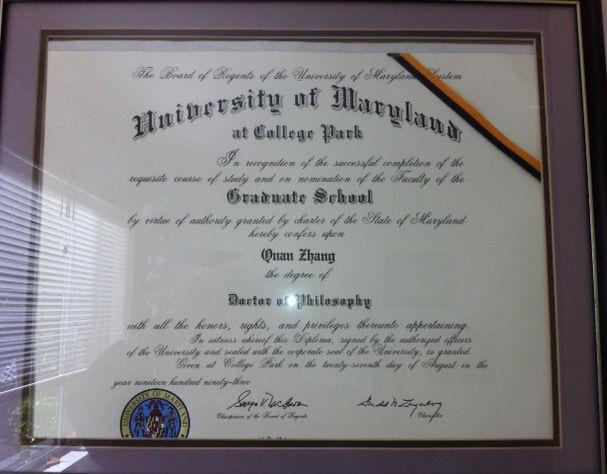 The Board of Regents of the University of Maryland System
University of Maryland
at College Park
In recognition of the successful completion of the
requisite course of study and on nomination of the Faculty of the
Graduate School
by virtue of authority granted by charter of the State of Maryland
hereby confers upon
Quan Zhang
the degree of
Doctor of Philosophy
with all the honors, rights, and privileges thereunto appertaining.
In witness whereof this Diploma, signed by the authorized officers
of the University and sealed with the corporate seal of the University, is granted.
Given at College Park on the twenty-seventh day of August in the
year nineteen hundred ninety-three
Chairperson of the Board of Regents
Chancellor
UNIVERSITY OF MARYLAND